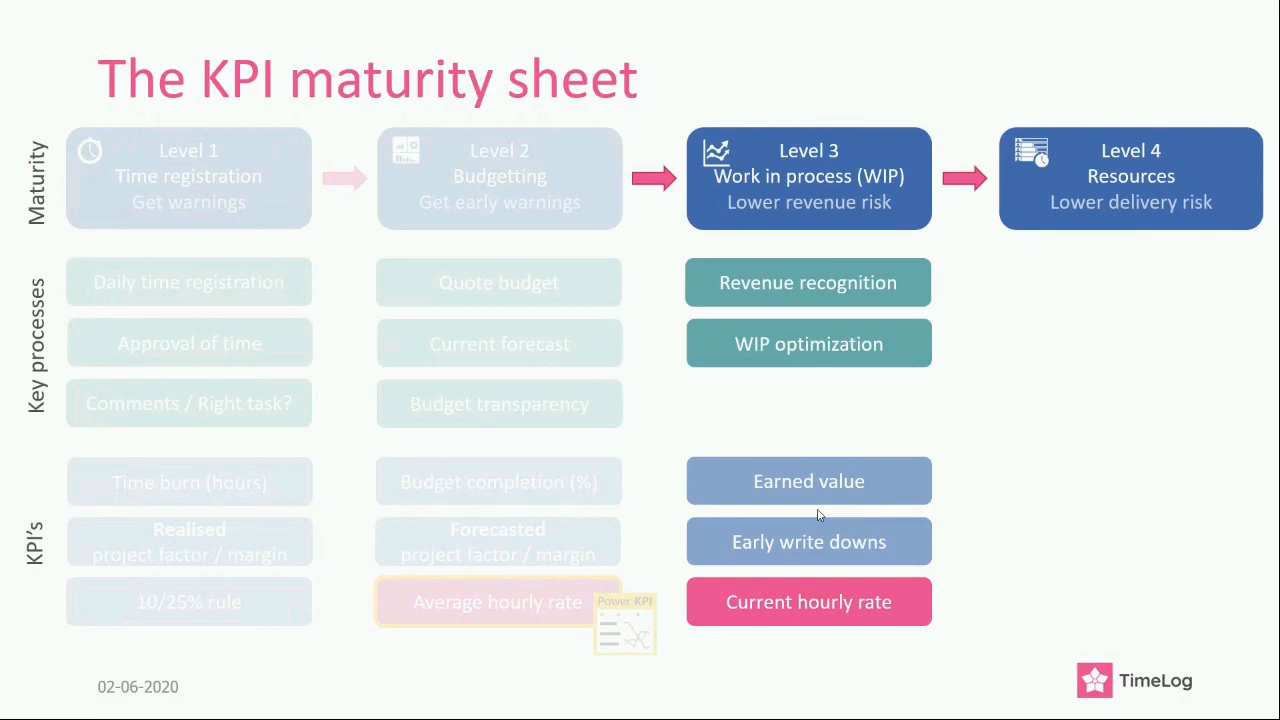 The KPI maturity sheet
Maturity
Level 1
Time registration
Get warnings
Level 2
Budgetting
Get early warnings
Level 3
Work in process (WIP)
Lower revenue risk
Level 4
Resources
Lower delivery risk
Key processes
Daily time registration
Quote budget
Revenue recognition
Approval of time
Current forecast
WIP optimization
Comments / Right task?
Budget transparency
KPI's
Time burn (hours)
Budget completion (%)
Earned value
Realised
project factor / margin
Forecasted
project factor / margin
Early write downs
10/25% rule
Average hourly rate
Power KPI
Current hourly rate
02-06-2020
TimeLog